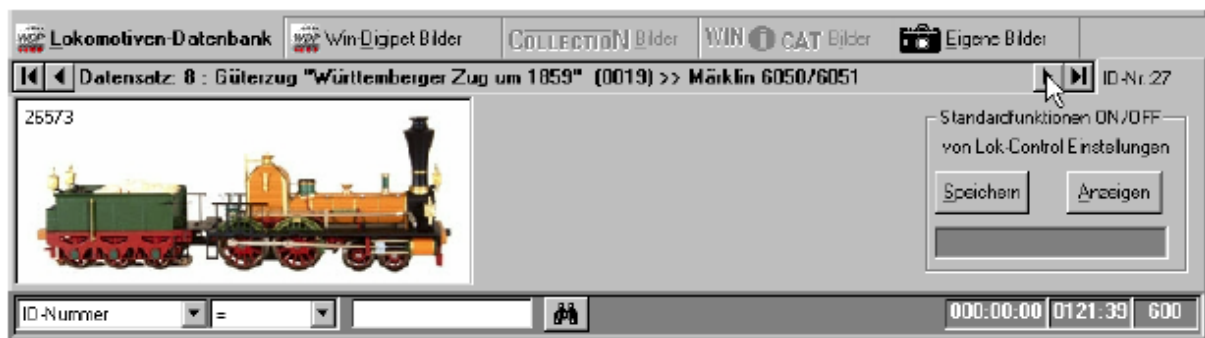 Lokomotiven-Datenbank Win-Digipet Bilder COLLECTION Bilder WIN CAT Bilder Eigene Bilder
Datensatz: 8 : Güterzug "Württemberger Zug um 1859" (0019) >> Märklin 6050/6051 ID-Nr.:27
26573
Standardfunktionen ON/OFF
von Lok-Control Einstellungen
Speichern Anzeigen
ID-Nummer = 000:00:00 0121:39 600